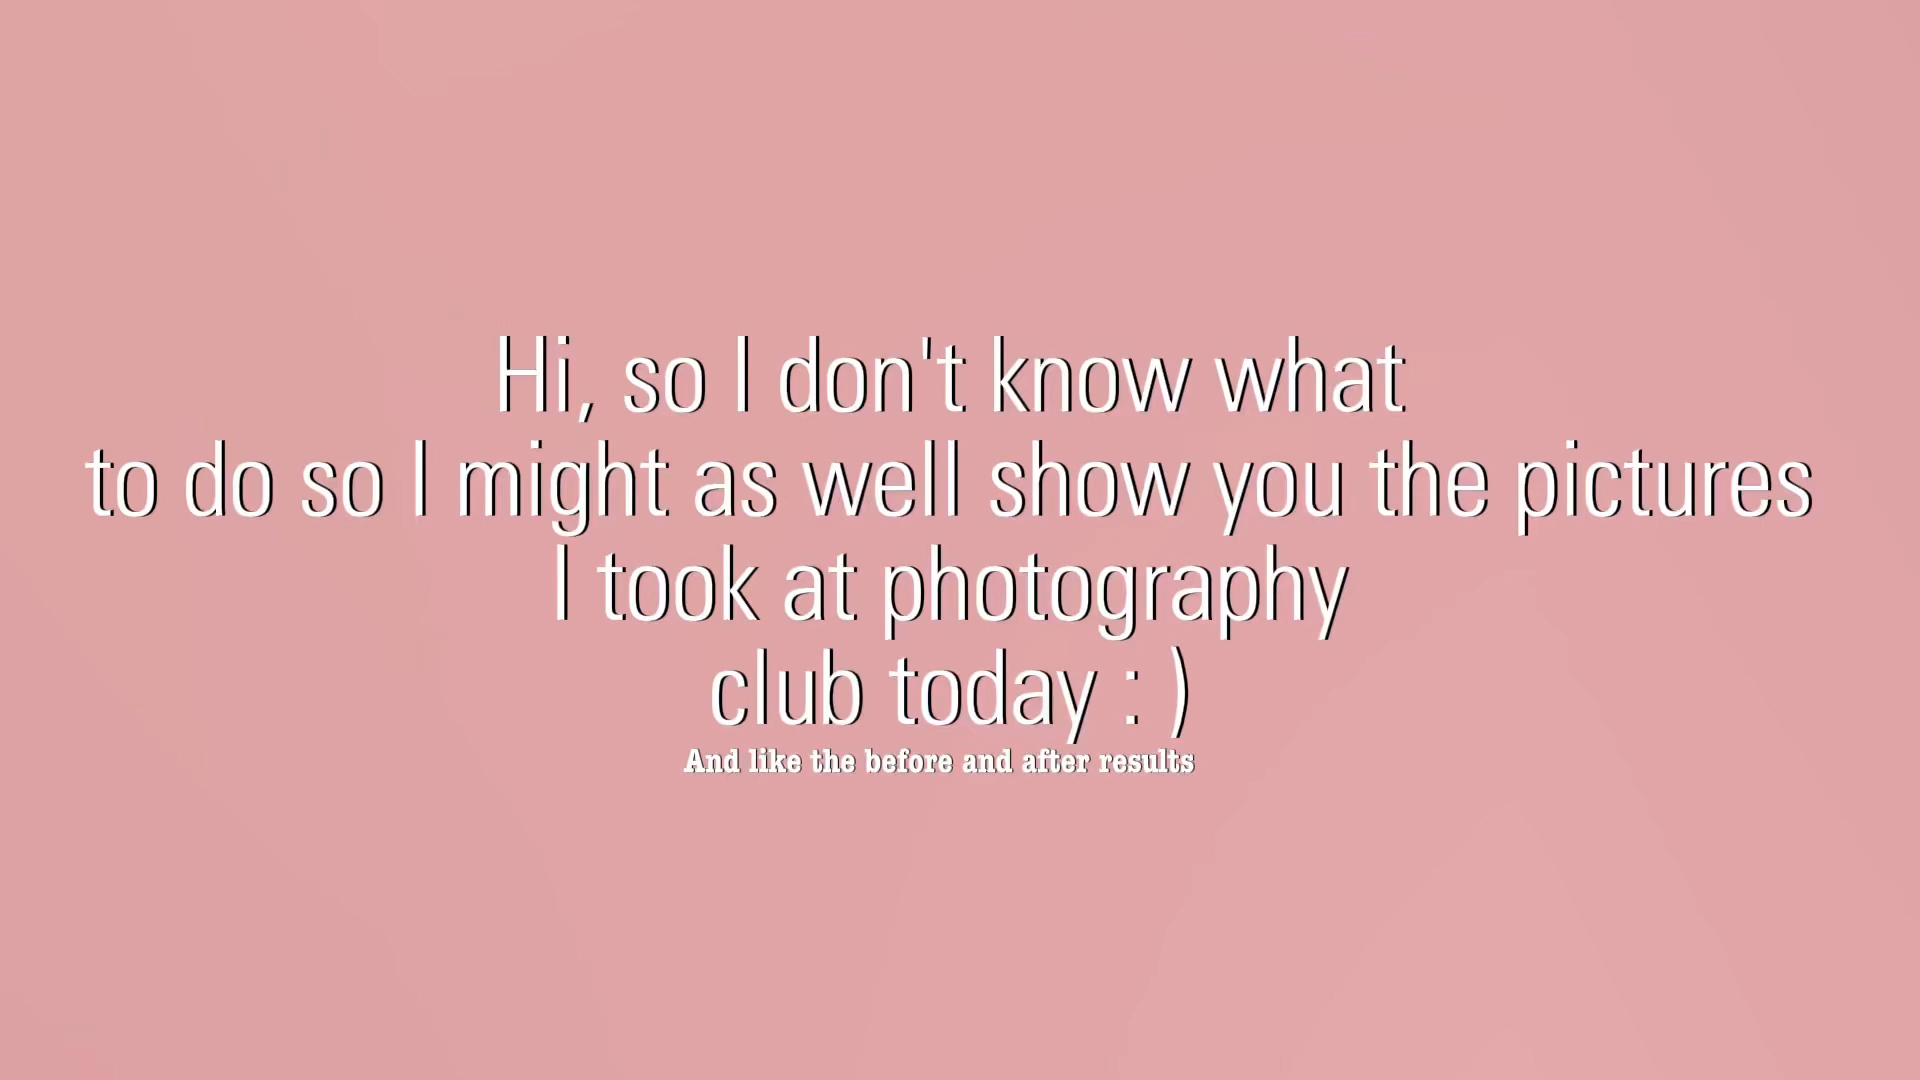 Hi, so I don't know what
to do so I might as well show you the pictures
I took at photography
club today : )
And like the before and after results